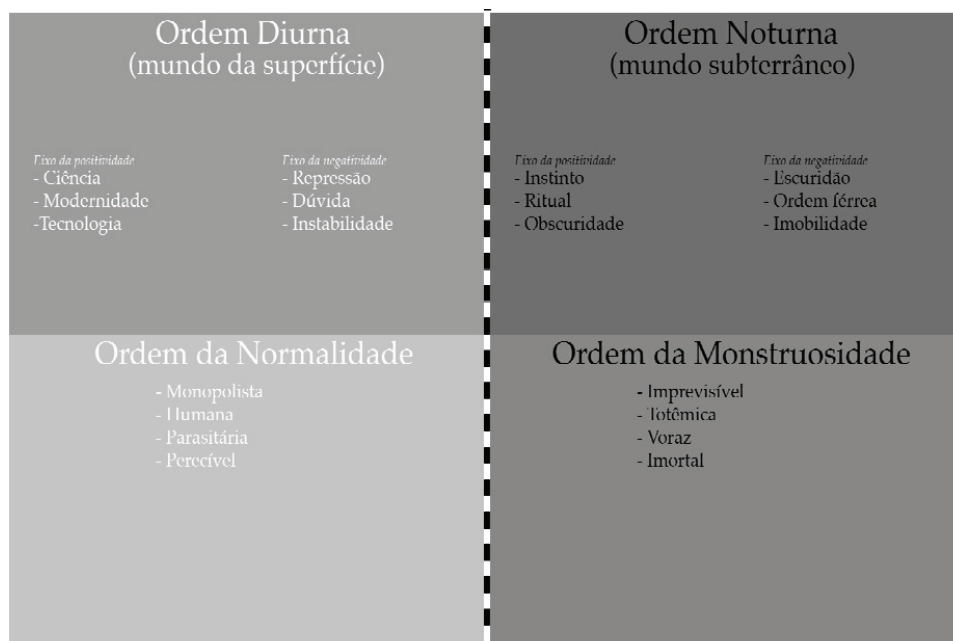 Ordem Diurna
(mundo da superfície)
Eixo da positividade
- Ciência
- Modernidade
-Tecnologia
Eixo da negatividade
- Repressão
- Dúvida
- Instabilidade
Ordem Noturna
(mundo subterrâneo)
Eixo da positividade
- Instinto
- Ritual
- Obscuridade
Eixo da negatividade
- Escuridão
- Ordem férrea
- Imobilidade
Ordem da Normalidade
- Monopolista
- Humana
- Parasitária
- Perecível
Ordem da Monstruosidade
- Imprevisível
- Totêmica
- Voraz
- Imortal